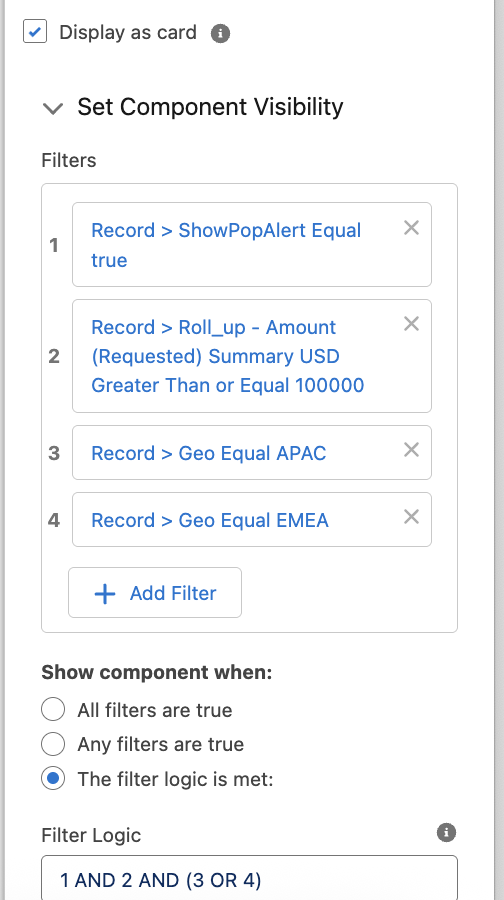 Display as card
Set Component Visibility
Filters
1
Record > ShowPopAlert Equal
true
2
Record > Roll_up - Amount
(Requested) Summary USD
Greater Than or Equal 100000
3
Record > Geo Equal APAC
4
Record > Geo Equal EMEA
Add Filter
Show component when:
All filters are true
Any filters are true
The filter logic is met:
Filter Logic
1 AND 2 AND (3 OR 4)